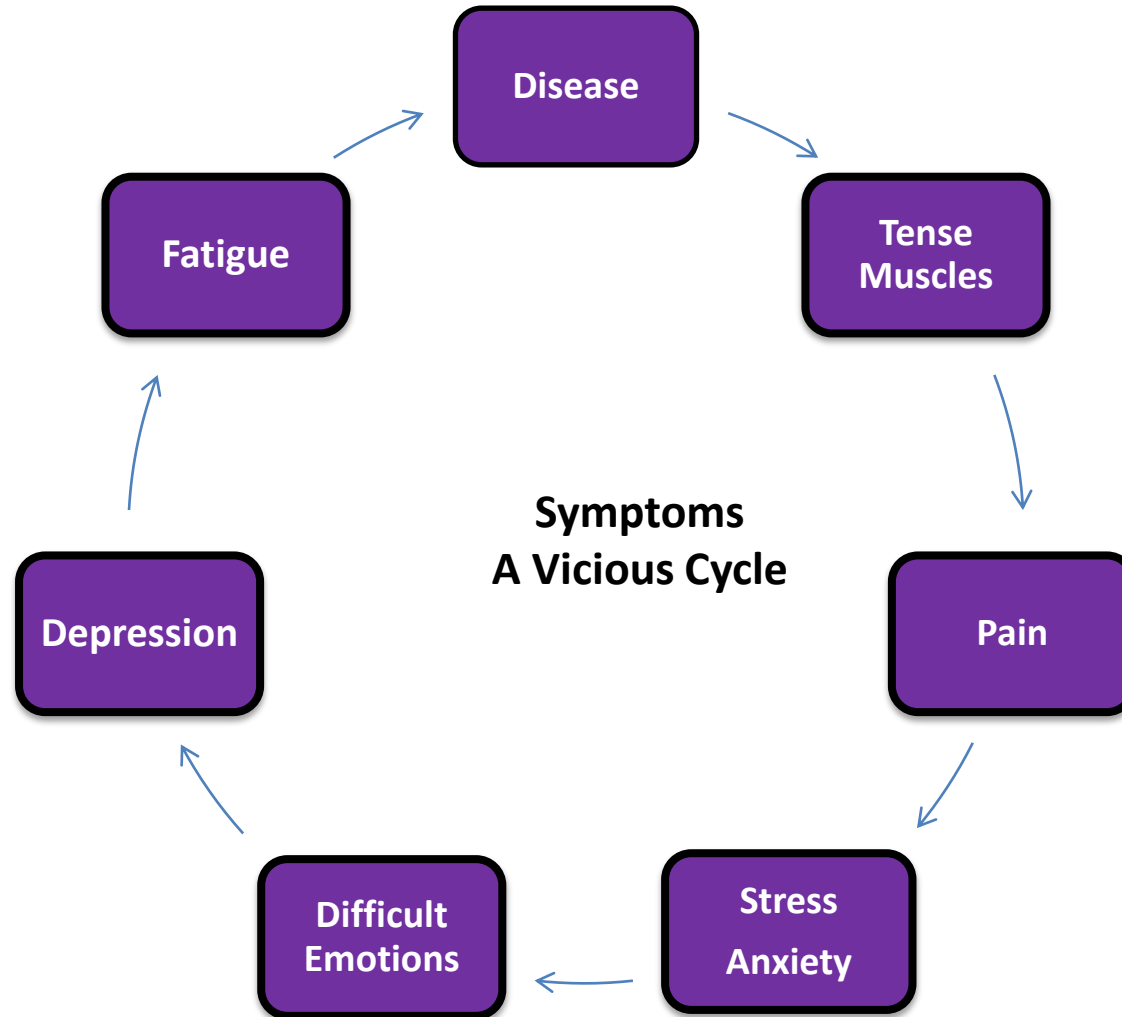 Disease
Tense
Muscles
Pain
Stress
Anxiety
Difficult
Emotions
Depression
Fatigue
Symptoms
A Vicious Cycle